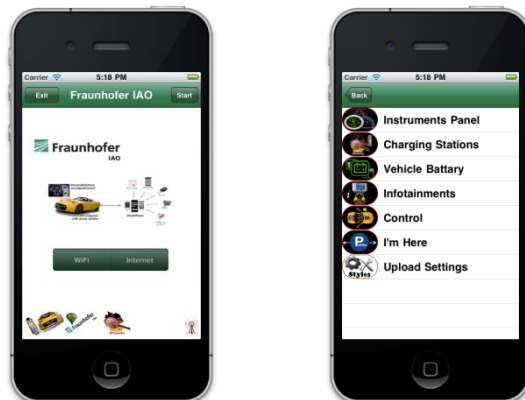 Carrier 5:18 PM
Exit Fraunhofer IAO Start
Fraunhofer
IAO
WiFi Internet
Fraunhofer
Carrier 5:18 PM
Back
Instruments Panel
Charging Stations
Vehicle Battary
Infotainments
Control
P
I'm Here
Styles
Upload Settings